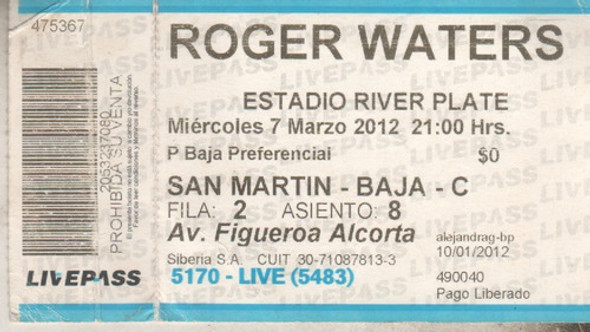 475367
ROGER WATERS
ESTADIO RIVER PLATE
Miércoles 7 Marzo 2012 21:00 Hrs.
P Baja Preferencial $0
SAN MARTIN - BAJA - C
FILA: 2 ASIENTO: 8
Av. Figueroa Alcorta
alejandrag-bp
10/01/2012
Siberia S.A. CUIT 30-71087813-3
5170 - LIVE (5483)
490040
Pago Liberado
2053237080
PROHIBIDA SU VENTA
LIVEPASS